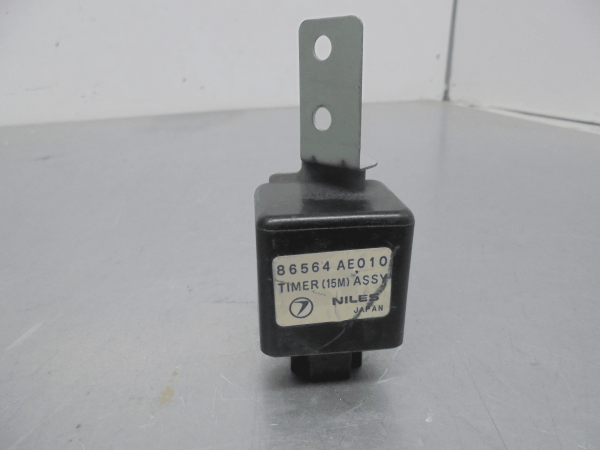 86564 AE010
TIMER (15M) ASSY
NILES
JAPAN